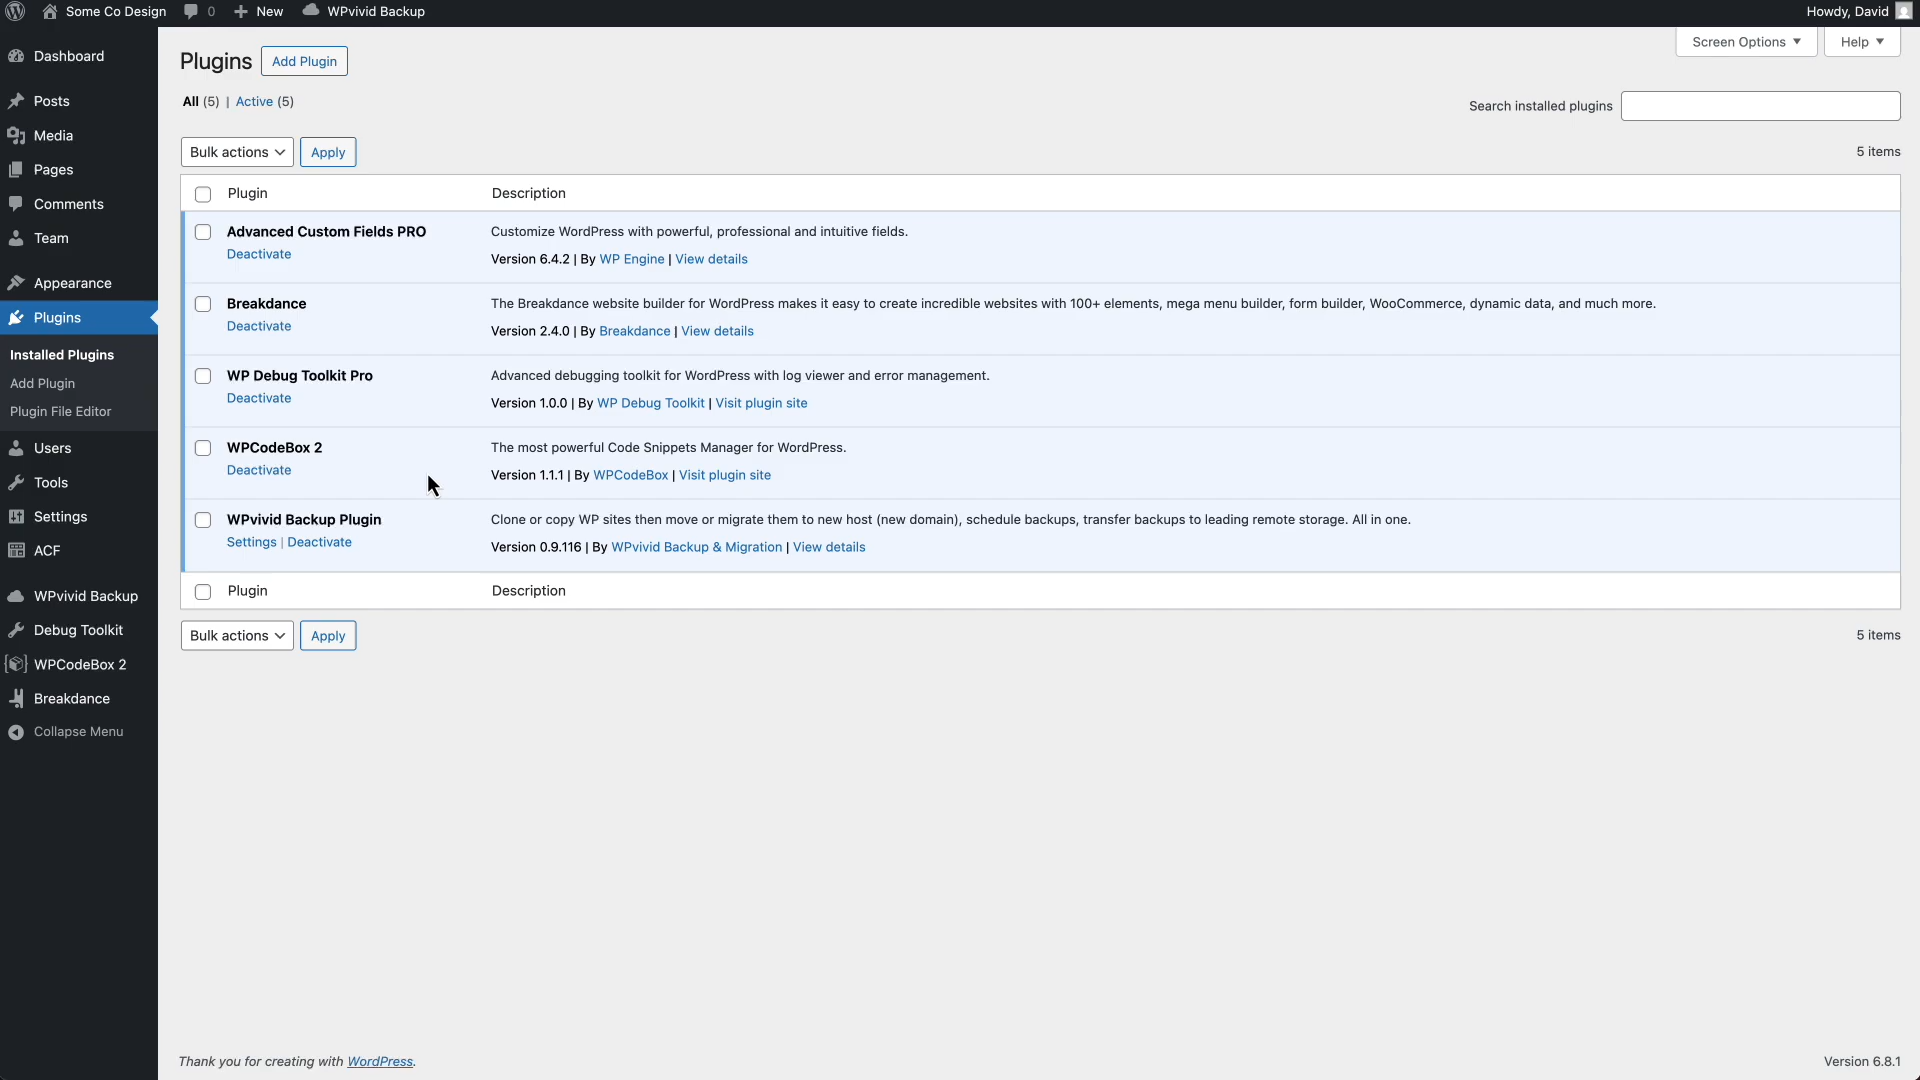 Some Co Design 0 New WPvivid Backup Howdy, David
Dashboard
Posts
Media
Pages
Comments
Team
Appearance
Plugins
Installed Plugins
Add Plugin
Plugin File Editor
Users
Tools
Settings
ACF
WPvivid Backup
Debug Toolkit
WPCodeBox 2
Breakdance
Collapse Menu
Screen Options Help
Plugins Add Plugin
All (5) | Active (5)
Search installed plugins
Bulk actions Apply 5 items
Plugin Description
Advanced Custom Fields PRO Customize WordPress with powerful, professional and intuitive fields.
Deactivate
Version 6.4.2 | By WP Engine | View details
Breakdance The Breakdance website builder for WordPress makes it easy to create incredible websites with 100+ elements, mega menu builder, form builder, WooCommerce, dynamic data, and much more.
Deactivate
Version 2.4.0 | By Breakdance | View details
WP Debug Toolkit Pro Advanced debugging toolkit for WordPress with log viewer and error management.
Deactivate
Version 1.0.0 | By WP Debug Toolkit | Visit plugin site
WPCodeBox 2 The most powerful Code Snippets Manager for WordPress.
Deactivate
Version 1.1.1 | By WPCodeBox | Visit plugin site
WPvivid Backup Plugin Clone or copy WP sites then move or migrate them to new host (new domain), schedule backups, transfer backups to leading remote storage. All in one.
Settings | Deactivate
Version 0.9.116 | By WPvivid Backup & Migration | View details
Plugin Description
Bulk actions Apply 5 items
Thank you for creating with WordPress. Version 6.8.1